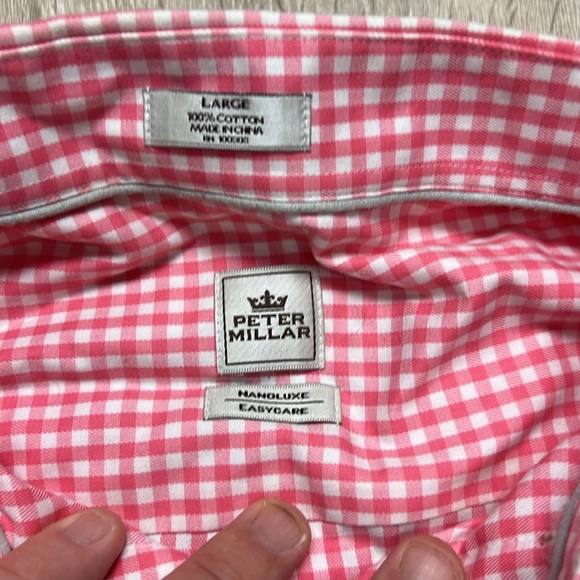 LARGE
100% COTTON
MADE IN CHINA
PETER
MILLAR
NANOLUXE
EASYCARE